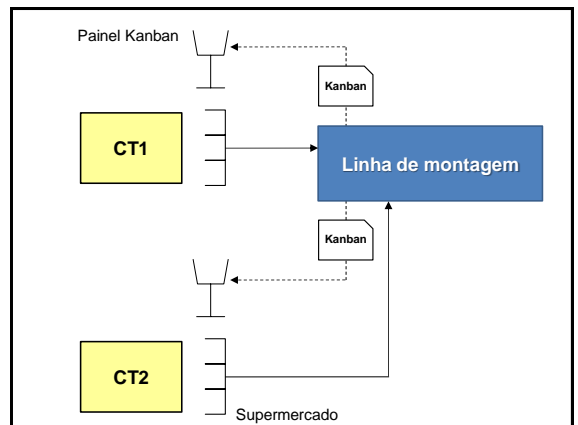 Painel Kanban
Kanban
CT1
Linha de montagem
Kanban
CT2
Supermercado